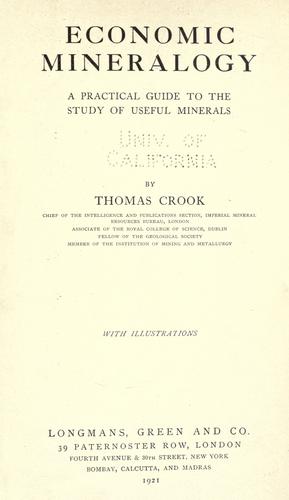 ECONOMIC
MINERALOGY
A PRACTICAL GUIDE TO THE
STUDY OF USEFUL MINERALS
UNIV. OF
CALIFORNIA
BY
THOMAS CROOK
CHIEF OF THE INTELLIGENCE AND PUBLICATIONS SECTION, IMPERIAL MINERAL
RESOURCES BUREAU, LONDON
ASSOCIATE OF THE ROYAL COLLEGE OF SCIENCE, DUBLIN
FELLOW OF THE GEOLOGICAL SOCIETY
MEMBER OF THE INSTITUTION OF MINING AND METALLURGY
WITH ILLUSTRATIONS
LONGMANS, GREEN AND CO.
39 PATERNOSTER ROW, LONDON
FOURTH AVENUE & 30TH STREET, NEW YORK
BOMBAY, CALCUTTA, AND MADRAS
1921